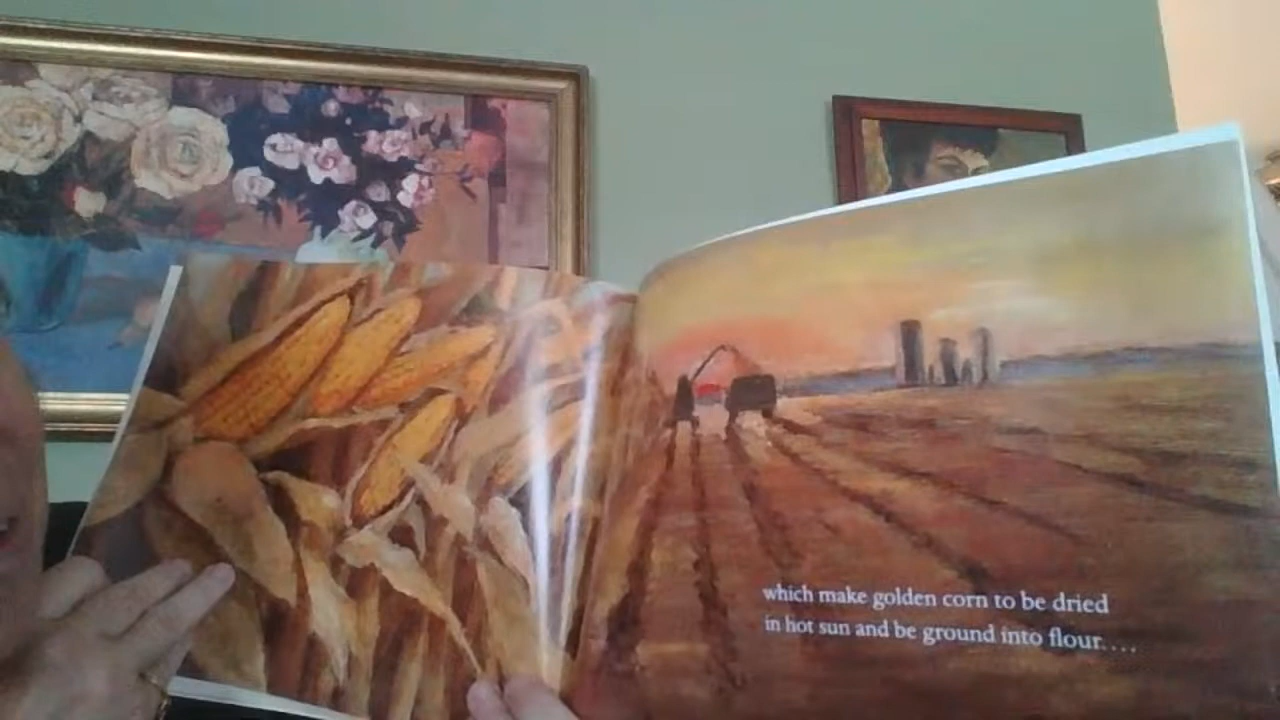 which make golden corn to be dried
in hot sun and be ground into flour....